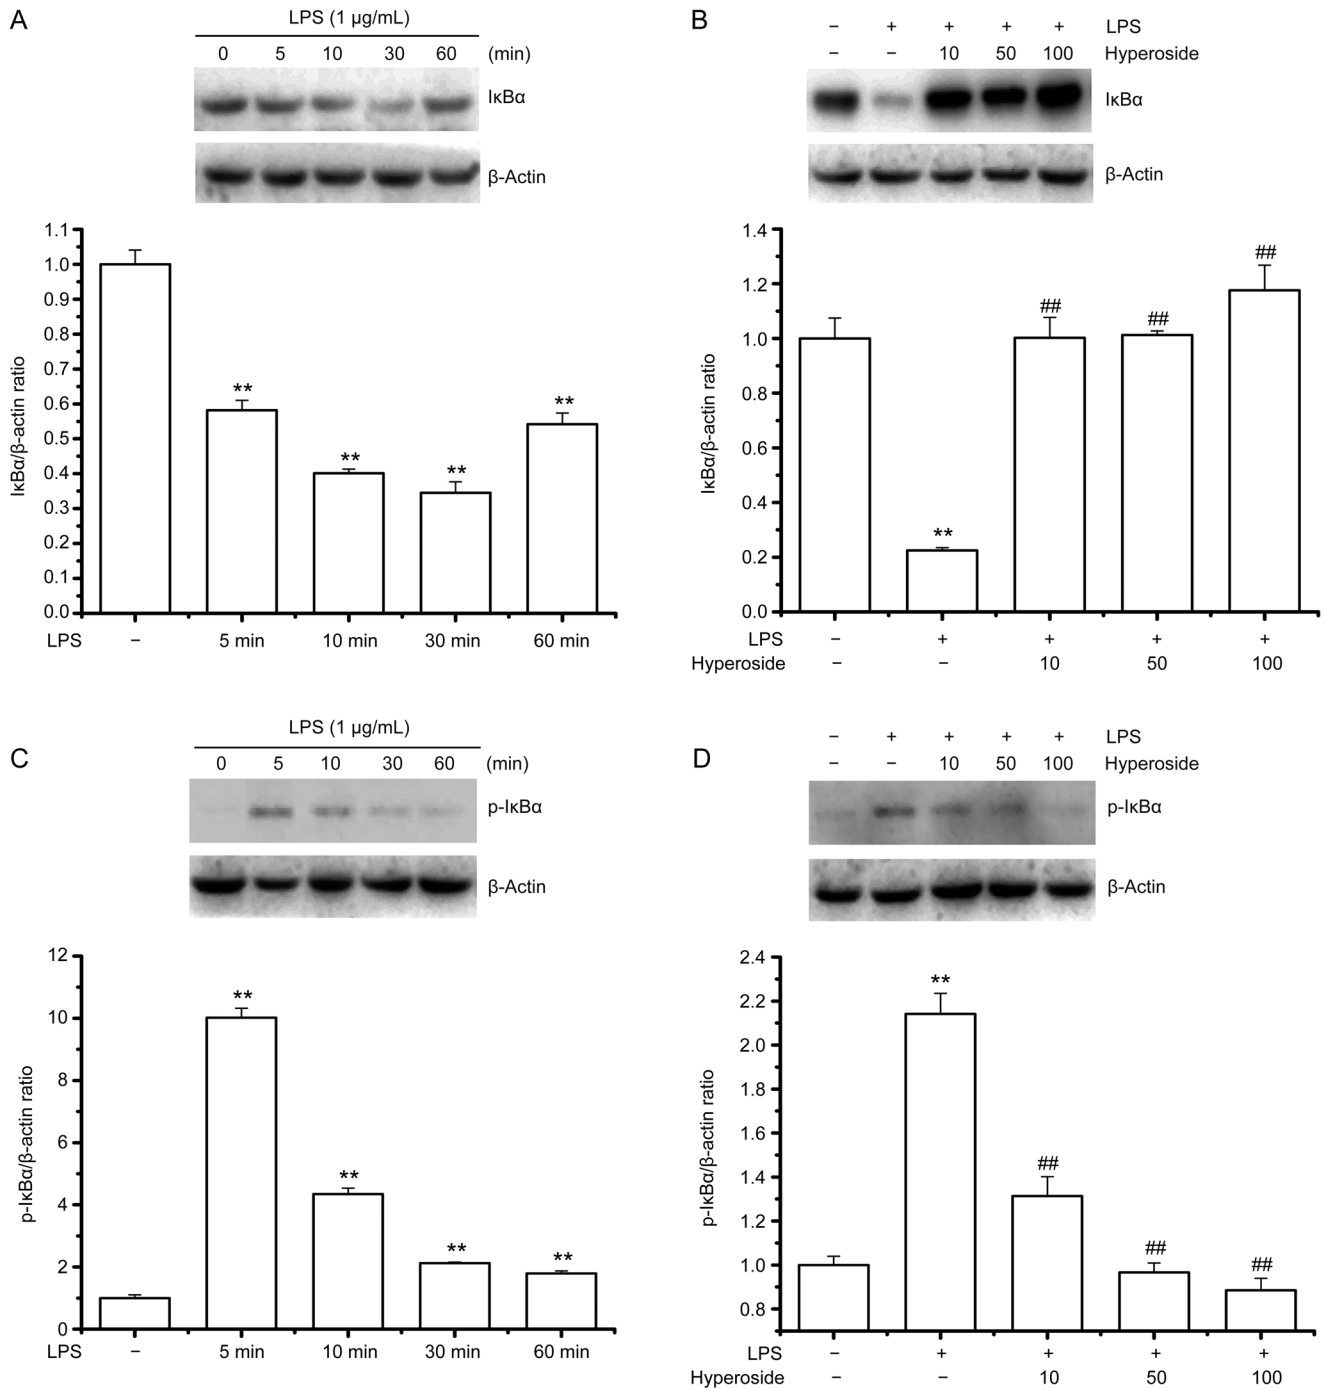 A
LPS (1 μg/mL)
0 5 10 30 60 (min)
IκBα
β-Actin
1.1
1.0
0.9
0.8
0.7
0.6
0.5
0.4
0.3
0.2
0.1
0.0
IκBα/β-actin ratio
** ** ** **
LPS – 5 min 10 min 30 min 60 min
B
– + + + + LPS
– – 10 50 100 Hyperoside
IκBα
β-Actin
1.4
1.2
1.0
0.8
0.6
0.4
0.2
0.0
IκBα/β-actin ratio
** ## ## ##
LPS – + + + +
Hyperoside – – 10 50 100
C
LPS (1 μg/mL)
0 5 10 30 60 (min)
p-IκBα
β-Actin
12
10
8
6
4
2
0
p-IκBα/β-actin ratio
** ** ** **
LPS – 5 min 10 min 30 min 60 min
D
– + + + + LPS
– – 10 50 100 Hyperoside
p-IκBα
β-Actin
2.4
2.2
2.0
1.8
1.6
1.4
1.2
1.0
0.8
p-IκBα/β-actin ratio
** ## ## ##
LPS – + + + +
Hyperoside – – 10 50 100